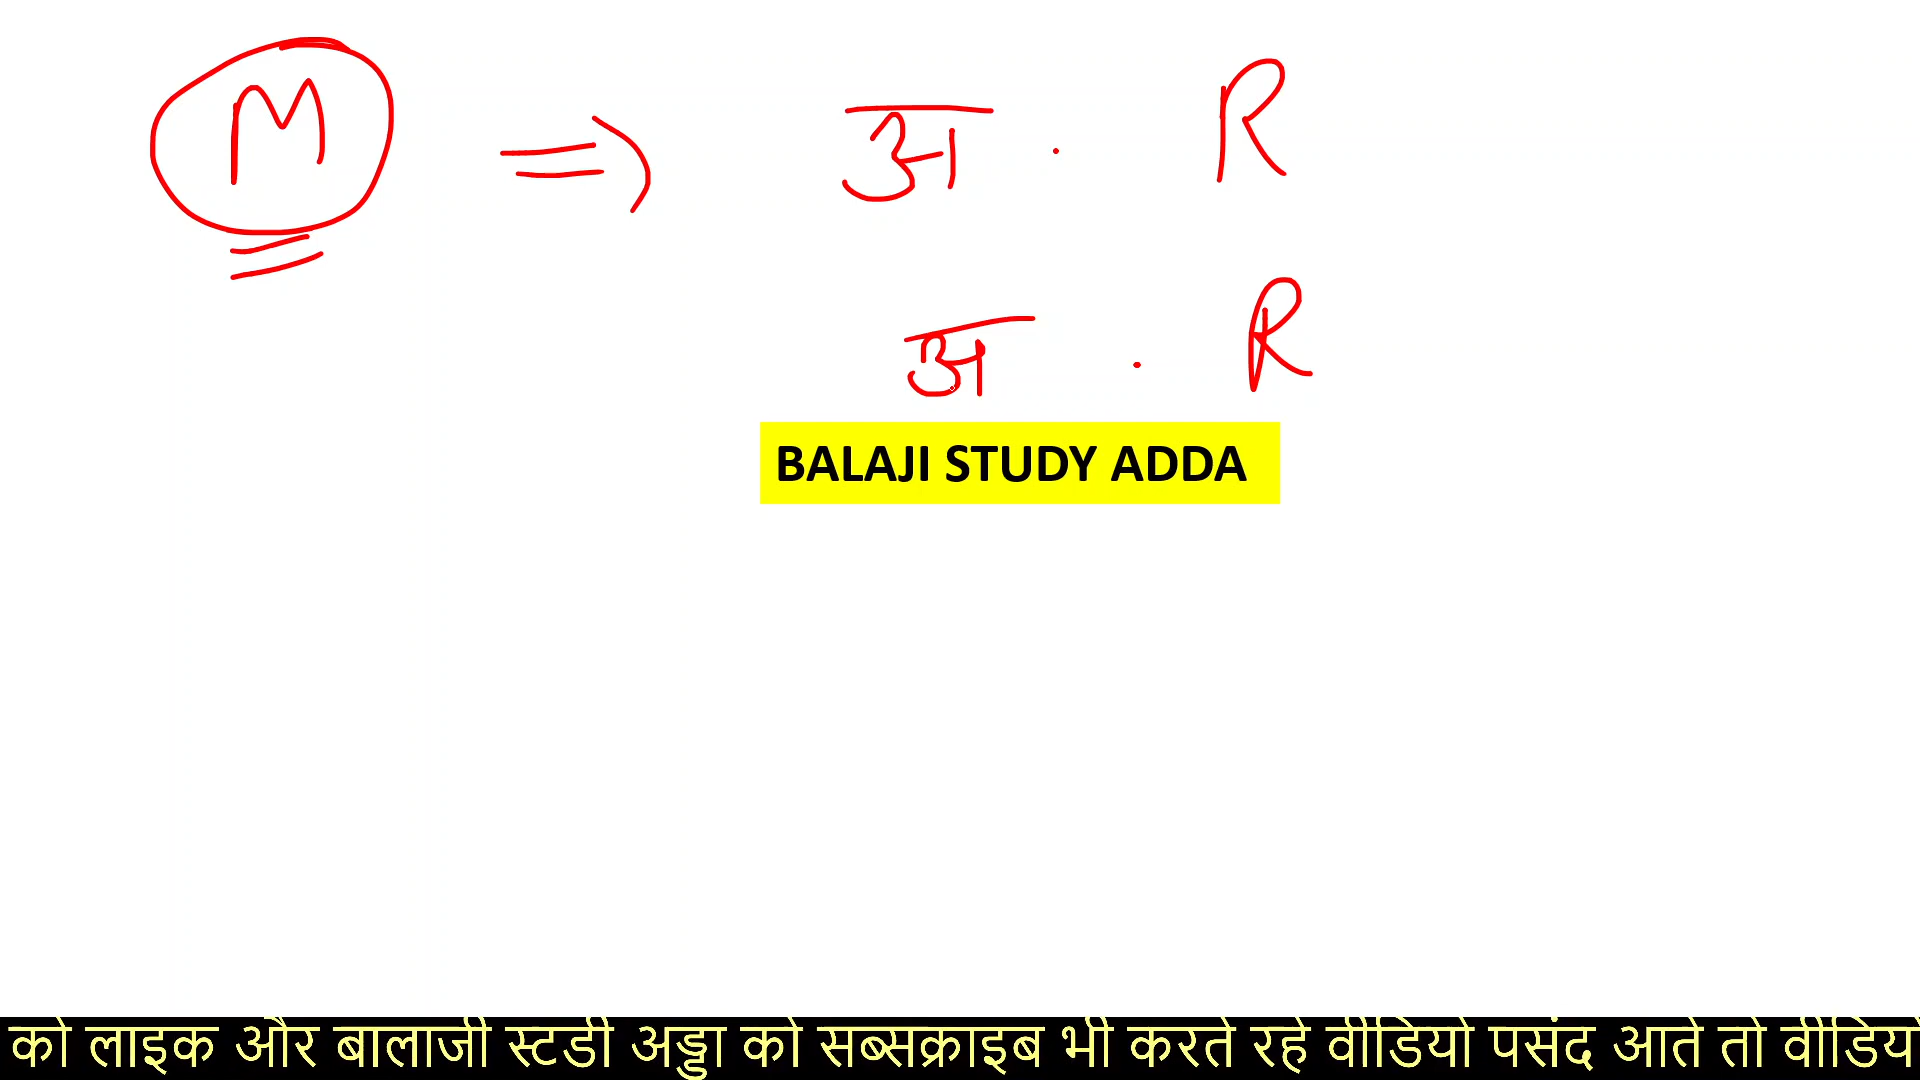 M => अ . R
अ . R
BALAJI STUDY ADDA
को लाइक और बालाजी स्टडी अड्डा को सब्सक्राइब भी करते रहे वीडियो पसंद आते तो वीडियो